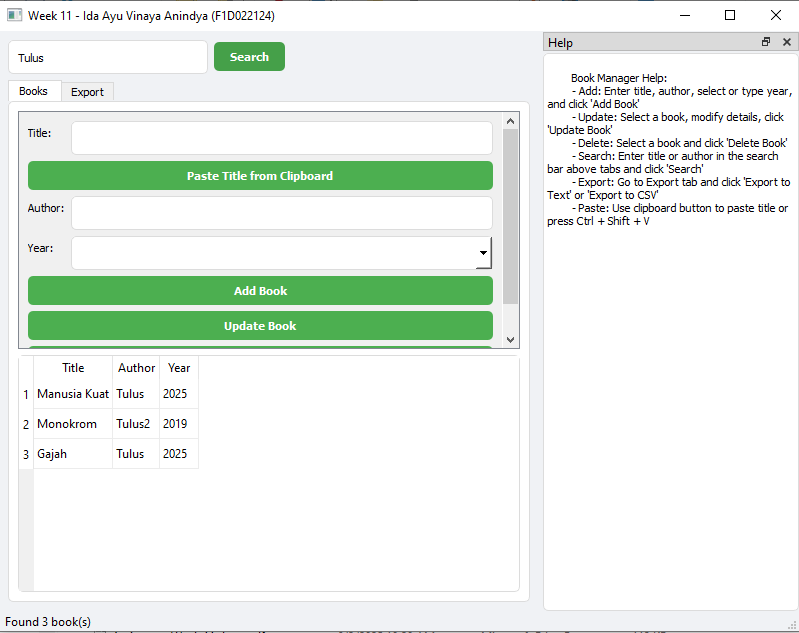 Week 11 - Ida Ayu Vinaya Anindya (F1D022124)
Tulus
Search
Books
Export
Title:
Paste Title from Clipboard
Author:
Year:
Add Book
Update Book
Title Author Year
1 Manusia Kuat Tulus 2025
2 Monokrom Tulus2 2019
3 Gajah Tulus 2025
Help
Book Manager Help:
- Add: Enter title, author, select or type year,
and click 'Add Book'
- Update: Select a book, modify details, click
'Update Book'
- Delete: Select a book and click 'Delete Book'
- Search: Enter title or author in the search
bar above tabs and click 'Search'
- Export: Go to Export tab and click 'Export to
Text' or 'Export to CSV'
- Paste: Use clipboard button to paste title or
press Ctrl + Shift + V
Found 3 book(s)